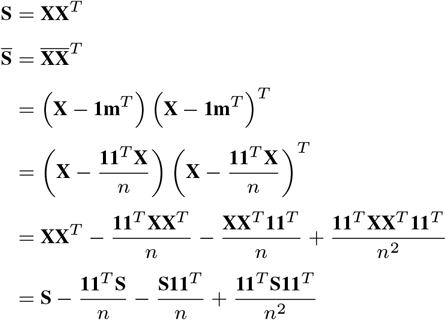 S = XX^T
S̅ = X̅X̅^T
= (X − 1m^T) (X − 1m^T)^T
= (X − 11^T X / n) (X − 11^T X / n)^T
= XX^T − 11^T XX^T / n − XX^T 11^T / n + 11^T XX^T 11^T / n^2
= S − 11^T S / n − S11^T / n + 11^T S11^T / n^2